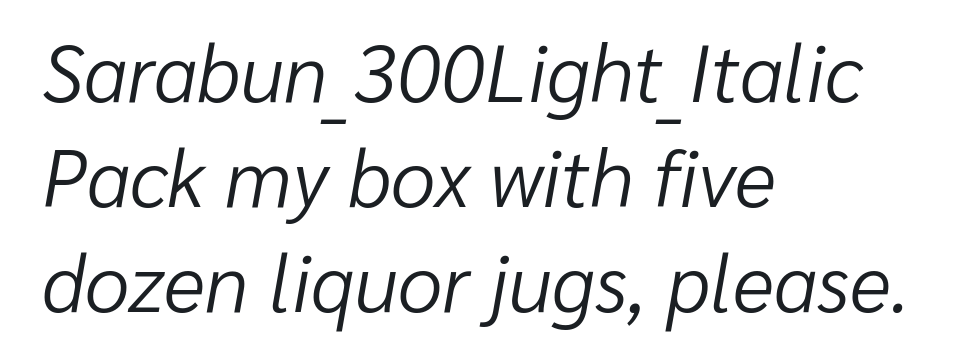 Sarabun_300Light_Italic
Pack my box with five
dozen liquor jugs, please.